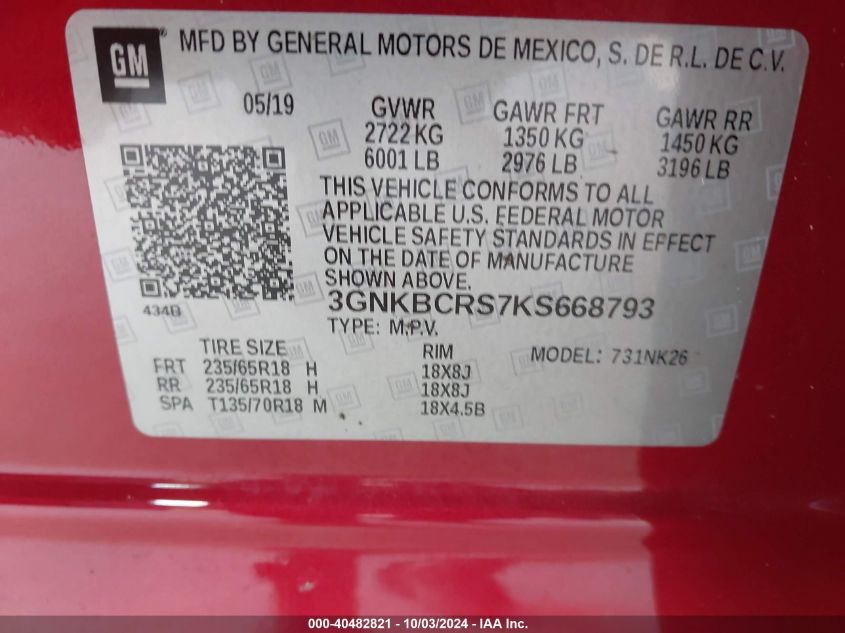 GM ® MFD BY GENERAL MOTORS DE MEXICO, S. DE R.L. DE C.V.
05/19 GVWR GAWR FRT GAWR RR
2722 KG 1350 KG 1450 KG
6001 LB 2976 LB 3196 LB
THIS VEHICLE CONFORMS TO ALL
APPLICABLE U.S. FEDERAL MOTOR
VEHICLE SAFETY STANDARDS IN EFFECT
ON THE DATE OF MANUFACTURE
SHOWN ABOVE.
434B 3GNKBCRS7KS668793
TYPE: M.P.V.
TIRE SIZE RIM MODEL: 731NK26
FRT 235/65R18 H 18X8J
RR 235/65R18 H 18X8J
SPA T135/70R18 M 18X4.5B
000-40482821 - 10/03/2024 - IAA Inc.